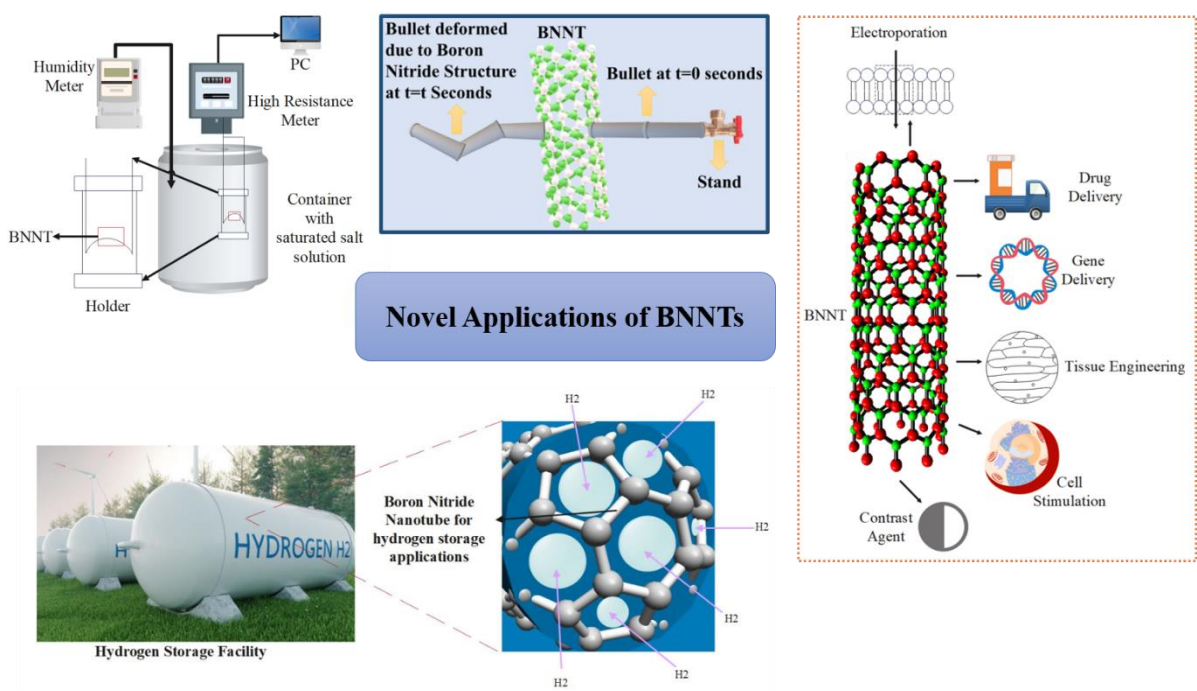 Humidity
Meter
PC
High Resistance
Meter
BNNT
Container
with
saturated salt
solution
Holder
Bullet deformed
due to Boron
Nitride Structure
at t=t Seconds
BNNT
Bullet at t=0 seconds
Stand
Novel Applications of BNNTs
Electroporation
Drug
Delivery
Gene
Delivery
BNNT
Tissue Engineering
Cell
Stimulation
Contrast
Agent
HYDROGEN H2
Hydrogen Storage Facility
Boron Nitride
Nanotube for
hydrogen storage
applications
H2
H2
H2
H2
H2
H2